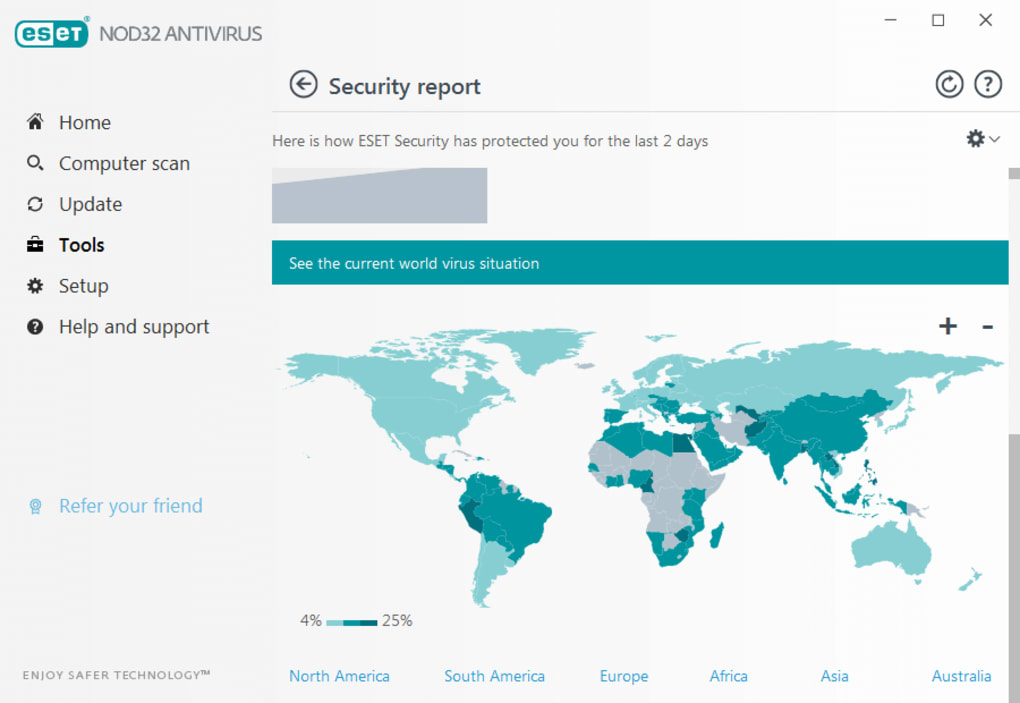 eseT® NOD32 ANTIVIRUS
Security report
Home
Computer scan
Update
Tools
Setup
Help and support
Refer your friend
ENJOY SAFER TECHNOLOGY™
Here is how ESET Security has protected you for the last 2 days
See the current world virus situation
+ -
4% 25%
North America South America Europe Africa Asia Australia